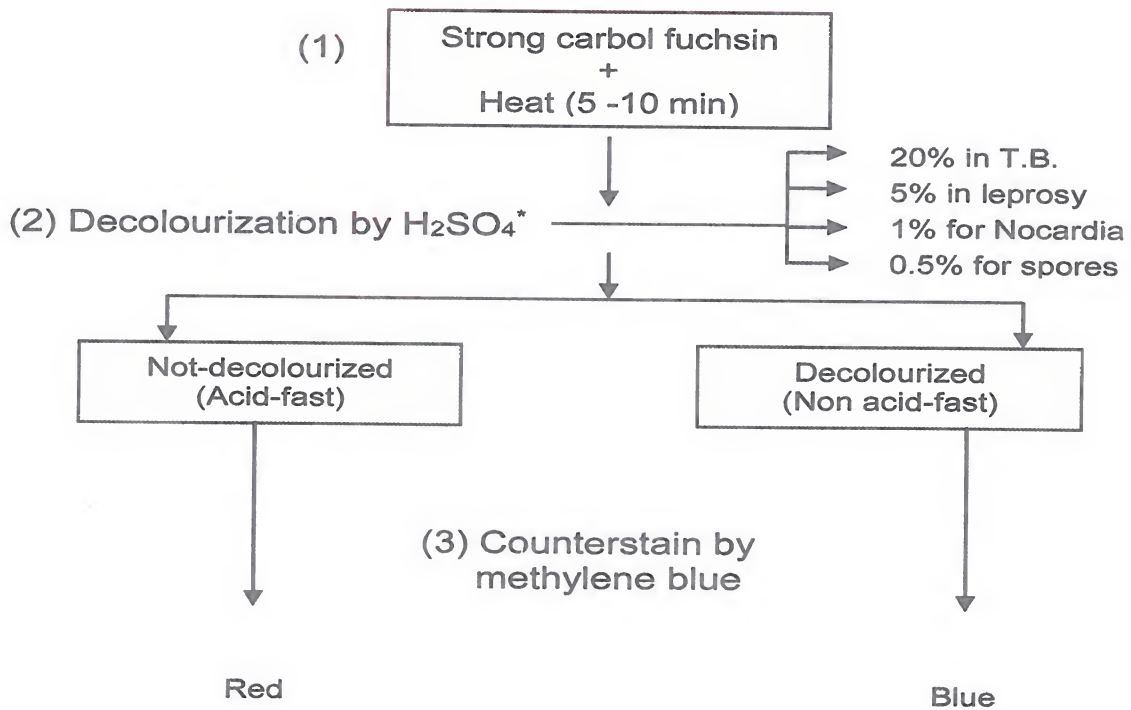 (1)
Strong carbol fuchsin
+
Heat (5 -10 min)
20% in T.B.
5% in leprosy
(2) Decolourization by H₂SO₄*
1% for Nocardia
0.5% for spores
Not-decolourized
(Acid-fast)
Decolourized
(Non acid-fast)
(3) Counterstain by
methylene blue
Red
Blue